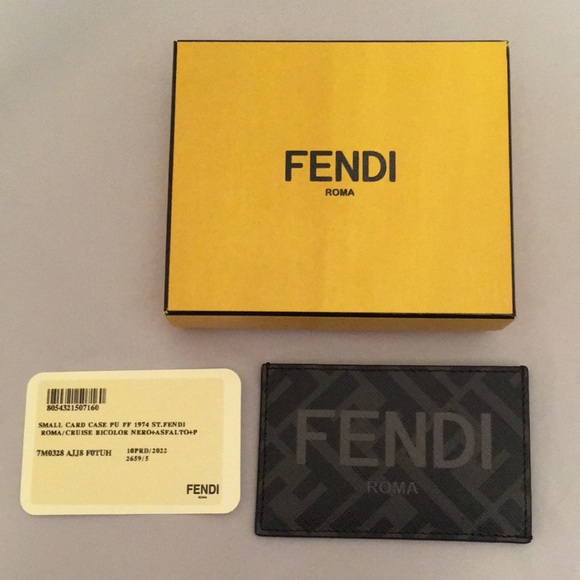 FENDI
ROMA
8054321507160
SMALL CARD CASE PU FF 1974 ST.FENDI
ROMA/CRUISE BICOLOR NERO+ASFALTO+P
7M0328 AJJ8 F0TUH 10PRD/2022
2659/5
FENDI
FENDI
ROMA